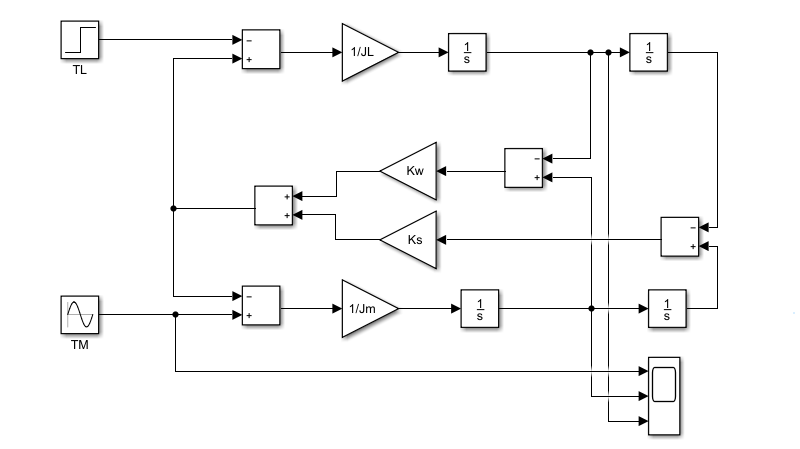 −
+
TL
1/JL
1
s
1
s
Kw
−
+
+
+
Ks
−
+
−
+
TM
1/Jm
1
s
1
s